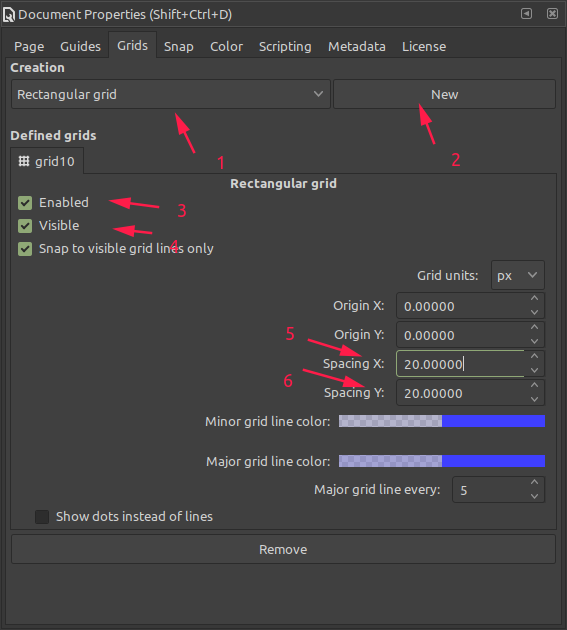 Document Properties (Shift+Ctrl+D)
Page Guides Grids Snap Color Scripting Metadata License
Creation
Rectangular grid New
1 2
Defined grids
grid10
Rectangular grid
Enabled 3
Visible
4
Snap to visible grid lines only
Grid units: px
Origin X: 0.00000
Origin Y: 0.00000
5
Spacing X: 20.00000
6
Spacing Y: 20.00000
Minor grid line color:
Major grid line color:
Major grid line every: 5
Show dots instead of lines
Remove